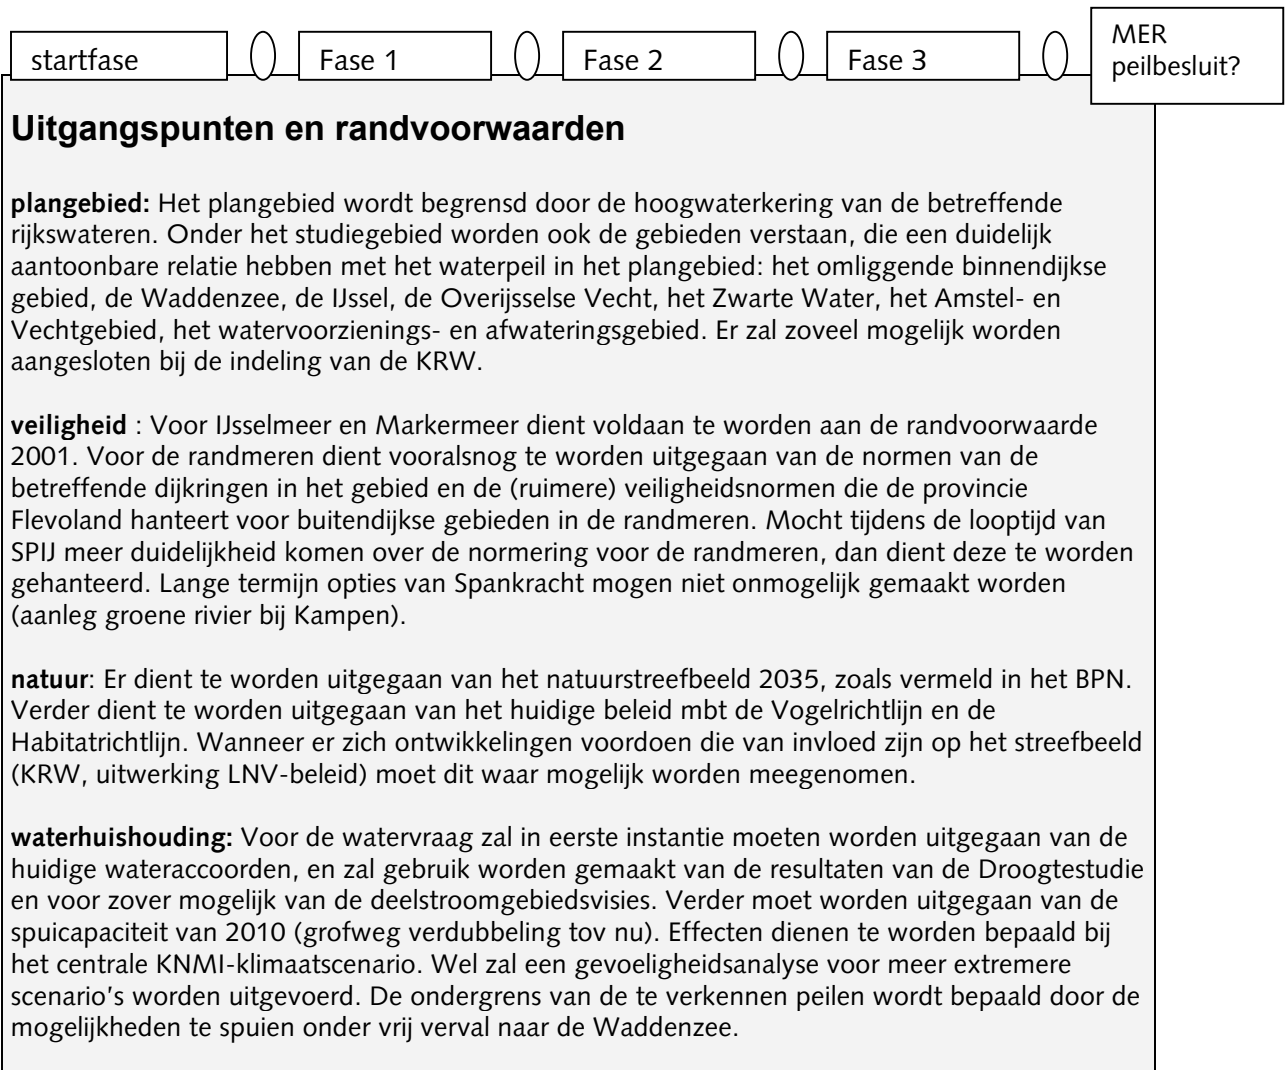 startfase Fase 1 Fase 2 Fase 3 MER
peilbesluit?
Uitgangspunten en randvoorwaarden
plangebied: Het plangebied wordt begrensd door de hoogwaterkering van de betreffende
rijkswateren. Onder het studiegebied worden ook de gebieden verstaan, die een duidelijk
aantoonbare relatie hebben met het waterpeil in het plangebied: het omliggende binnendijkse
gebied, de Waddenzee, de IJssel, de Overijsselse Vecht, het Zwarte Water, het Amstel- en
Vechtgebied, het watervoorzienings- en afwateringsgebied. Er zal zoveel mogelijk worden
aangesloten bij de indeling van de KRW.
veiligheid : Voor IJsselmeer en Markermeer dient voldaan te worden aan de randvoorwaarde
2001. Voor de randmeren dient vooralsnog te worden uitgegaan van de normen van de
betreffende dijkringen in het gebied en de (ruimere) veiligheidsnormen die de provincie
Flevoland hanteert voor buitendijkse gebieden in de randmeren. Mocht tijdens de looptijd van
SPIJ meer duidelijkheid komen over de normering voor de randmeren, dan dient deze te worden
gehanteerd. Lange termijn opties van Spankracht mogen niet onmogelijk gemaakt worden
(aanleg groene rivier bij Kampen).
natuur: Er dient te worden uitgegaan van het natuurstreefbeeld 2035, zoals vermeld in het BPN.
Verder dient te worden uitgegaan van het huidige beleid mbt de Vogelrichtlijn en de
Habitatrichtlijn. Wanneer er zich ontwikkelingen voordoen die van invloed zijn op het streefbeeld
(KRW, uitwerking LNV-beleid) moet dit waar mogelijk worden meegenomen.
waterhuishouding: Voor de watervraag zal in eerste instantie moeten worden uitgegaan van de
huidige wateraccoorden, en zal gebruik worden gemaakt van de resultaten van de Droogtestudie
en voor zover mogelijk van de deelstroomgebiedsvisies. Verder moet worden uitgegaan van de
spuicapaciteit van 2010 (grofweg verdubbeling tov nu). Effecten dienen te worden bepaald bij
het centrale KNMI-klimaatscenario. Wel zal een gevoeligheidsanalyse voor meer extremere
scenario's worden uitgevoerd. De ondergrens van de te verkennen peilen wordt bepaald door de
mogelijkheden te spuien onder vrij verval naar de Waddenzee.